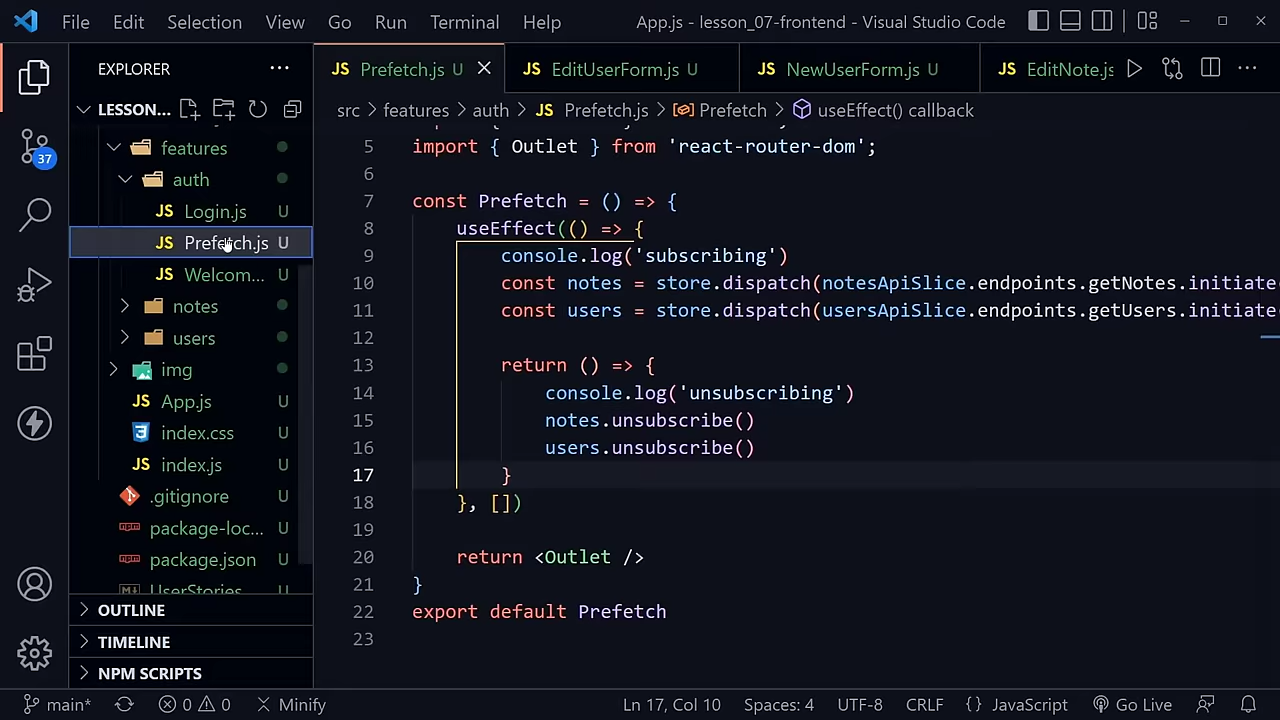 File Edit Selection View Go Run Terminal Help App.js - lesson_07-frontend - Visual Studio Code
EXPLORER ···
JS Prefetch.js U
JS EditUserForm.js U
JS NewUserForm.js U
JS EditNote.js
LESSON...
src > features > auth > JS Prefetch.js > Prefetch > useEffect() callback
37
features
auth
JS Login.js U
JS Prefetch.js U
JS Welcom... U
notes
users
img
JS App.js U
index.css U
JS index.js U
.gitignore U
package-loc... U
package.json U
UserStories. U
OUTLINE
TIMELINE
NPM SCRIPTS
5 import { Outlet } from 'react-router-dom';
6
7 const Prefetch = () => {
8 useEffect(() => {
9 console.log('subscribing')
10 const notes = store.dispatch(notesApiSlice.endpoints.getNotes.initiate
11 const users = store.dispatch(usersApiSlice.endpoints.getUsers.initiate
12
13 return () => {
14 console.log('unsubscribing')
15 notes.unsubscribe()
16 users.unsubscribe()
17 }
18 }, [])
19
20 return <Outlet />
21 }
22 export default Prefetch
23
main* 0 0 Minify Ln 17, Col 10 Spaces: 4 UTF-8 CRLF {} JavaScript Go Live